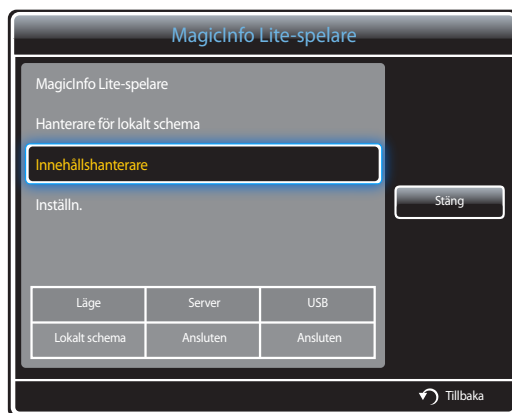 MagicInfo Lite-spelare
MagicInfo Lite-spelare
Hanterare för lokalt schema
Innehållshanterare
Inställn.
Stäng
Läge Server USB
Lokalt schema Ansluten Ansluten
Tillbaka